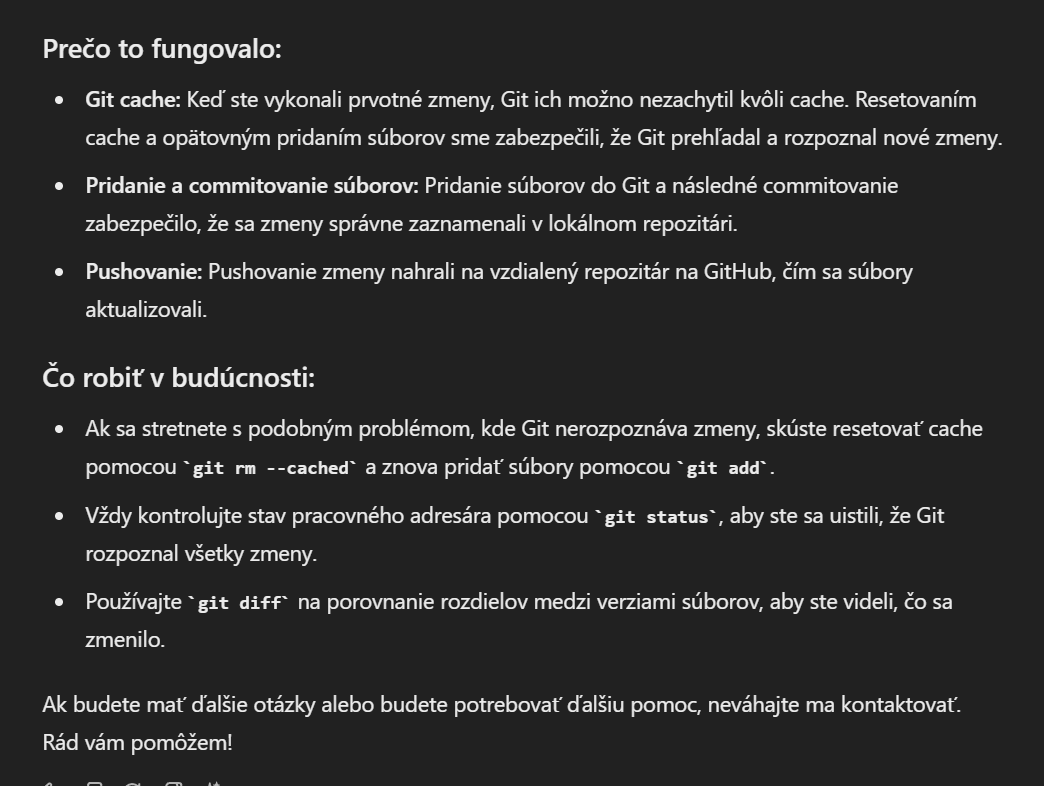 Prečo to fungovalo:
Git cache: Keď ste vykonali prvotné zmeny, Git ich možno nezachytil kvôli cache. Resetovaním
cache a opätovným pridaním súborov sme zabezpečili, že Git prehľadal a rozpoznal nové zmeny.
Pridanie a commitovanie súborov: Pridanie súborov do Git a následné commitovanie
zabezpečilo, že sa zmeny správne zaznamenali v lokálnom repozitári.
Pushovanie: Pushovanie zmeny nahrali na vzdialený repozitár na GitHub, čím sa súbory
aktualizovali.
Čo robiť v budúcnosti:
Ak sa stretnete s podobným problémom, kde Git nerozpoznáva zmeny, skúste resetovať cache
pomocou `git rm --cached` a znova pridať súbory pomocou `git add`.
Vždy kontrolujte stav pracovného adresára pomocou `git status`, aby ste sa uistili, že Git
rozpoznal všetky zmeny.
Používajte `git diff` na porovnanie rozdielov medzi verziami súborov, aby ste videli, čo sa
zmenilo.
Ak budete mať ďalšie otázky alebo budete potrebovať ďalšiu pomoc, neváhajte ma kontaktovať.
Rád vám pomôžem!